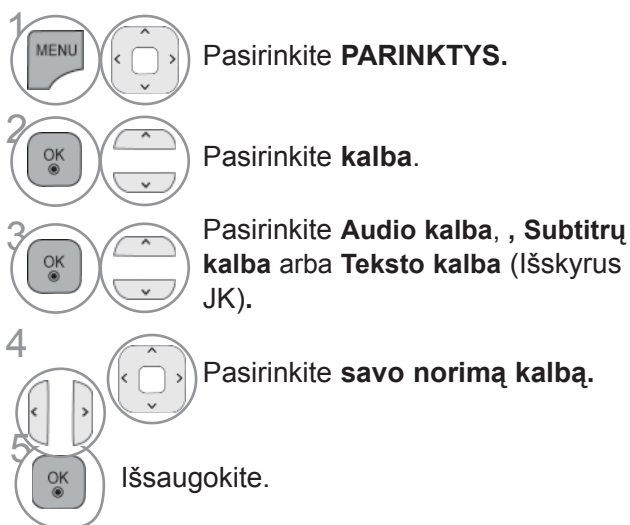 1
MENU
Pasirinkite PARINKTYS.
2
OK
Pasirinkite kalba.
3
OK
Pasirinkite Audio kalba, , Subtitrų
kalba arba Teksto kalba (Išskyrus
JK).
4
Pasirinkite savo norimą kalbą.
5
OK
Išsaugokite.